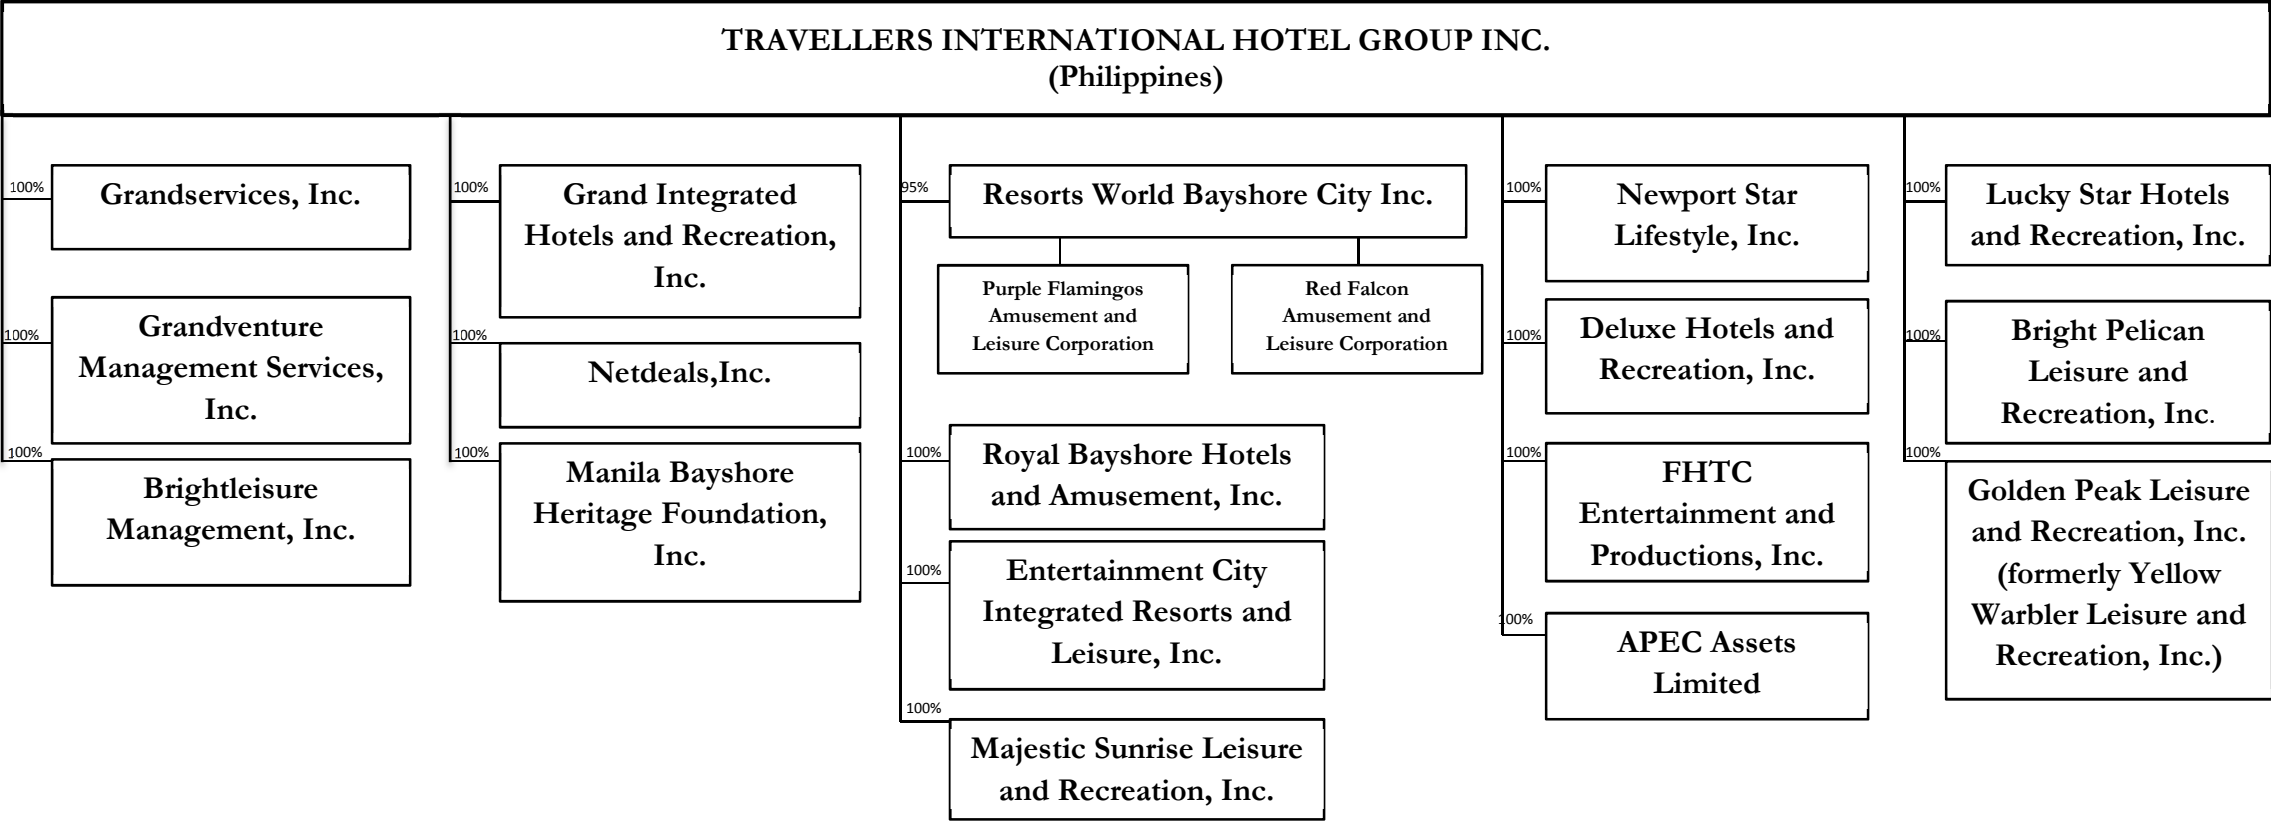 TRAVELLERS INTERNATIONAL HOTEL GROUP INC.
(Philippines)
100%
Grandservices, Inc.
100%
Grandventure
Management Services,
Inc.
100%
Brightleisure
Management, Inc.
100%
Grand Integrated
Hotels and Recreation,
Inc.
100%
Netdeals,Inc.
100%
Manila Bayshore
Heritage Foundation,
Inc.
95%
Resorts World Bayshore City Inc.
Purple Flamingos
Amusement and
Leisure Corporation
Red Falcon
Amusement and
Leisure Corporation
100%
Royal Bayshore Hotels
and Amusement, Inc.
100%
Entertainment City
Integrated Resorts and
Leisure, Inc.
100%
Majestic Sunrise Leisure
and Recreation, Inc.
100%
Newport Star
Lifestyle, Inc.
100%
Deluxe Hotels and
Recreation, Inc.
100%
FHTC
Entertainment and
Productions, Inc.
100%
APEC Assets
Limited
100%
Lucky Star Hotels
and Recreation, Inc.
100%
Bright Pelican
Leisure and
Recreation, Inc.
100%
Golden Peak Leisure
and Recreation, Inc.
(formerly Yellow
Warbler Leisure and
Recreation, Inc.)